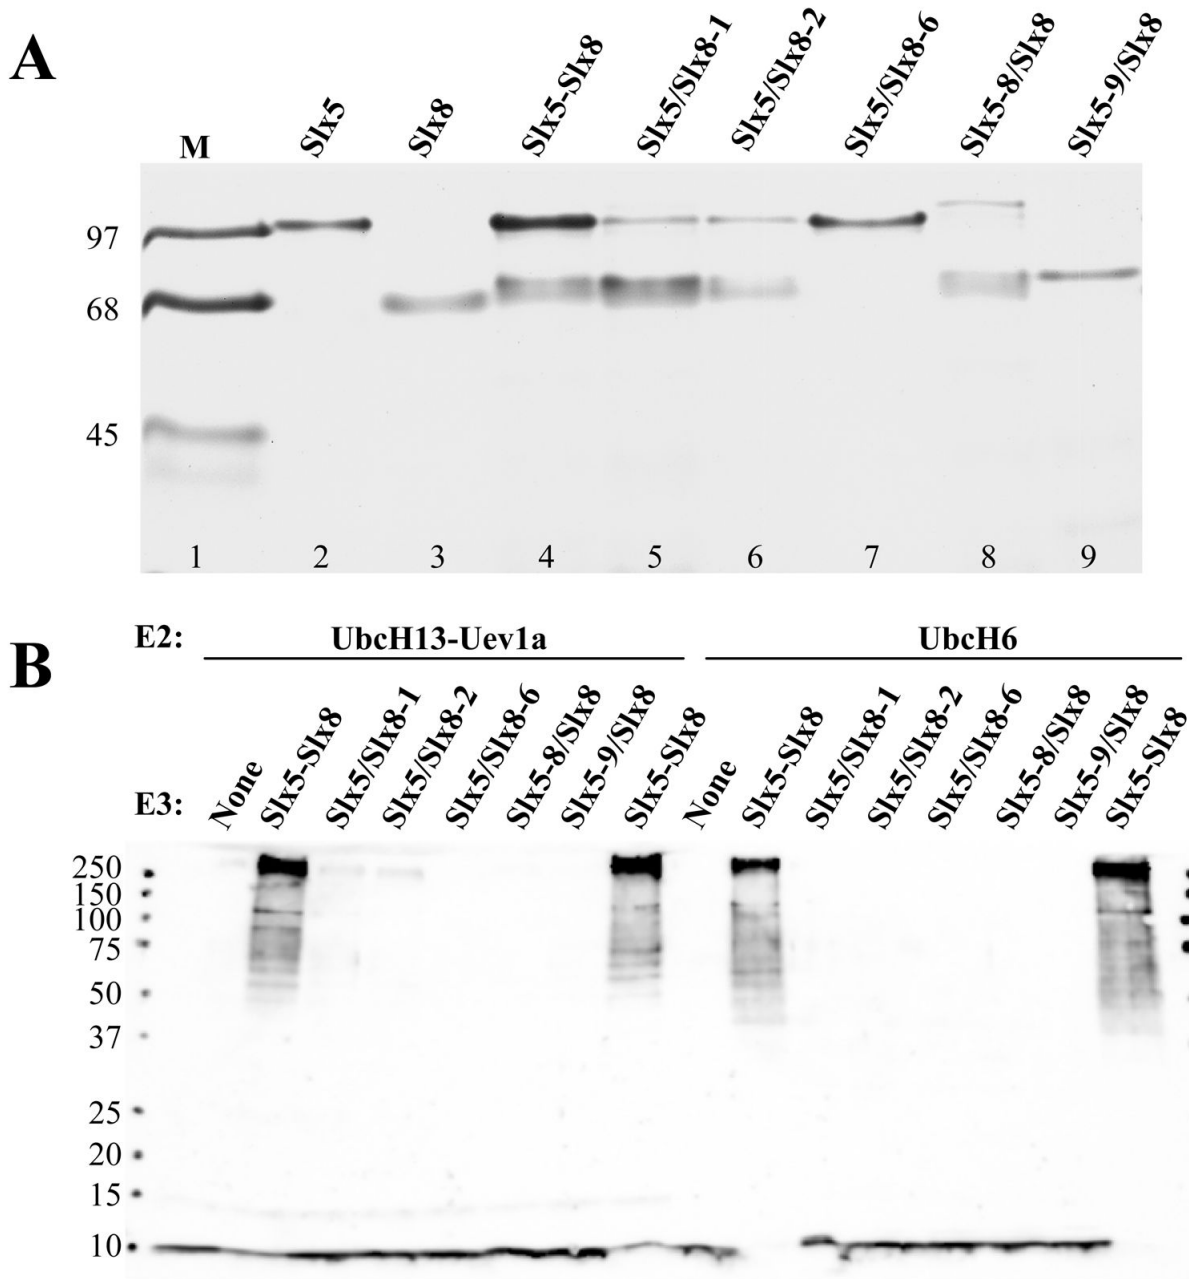 A
M
Slx5
Slx8
Slx5-Slx8
Slx5/Slx8-1
Slx5/Slx8-2
Slx5/Slx8-6
Slx5-8/Slx8
Slx5-9/Slx8
97
68
45
1 2 3 4 5 6 7 8 9
B
E2: UbcH13-Uev1a UbcH6
E3:
None
Slx5-Slx8
Slx5/Slx8-1
Slx5/Slx8-2
Slx5/Slx8-6
Slx5-8/Slx8
Slx5-9/Slx8
Slx5-Slx8
None
Slx5-Slx8
Slx5/Slx8-1
Slx5/Slx8-2
Slx5/Slx8-6
Slx5-8/Slx8
Slx5-9/Slx8
Slx5-Slx8
250
150
100
75
50
37
25
20
15
10